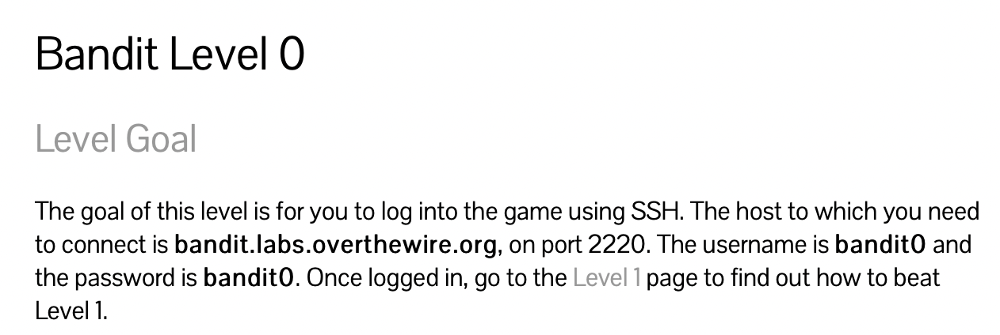 Bandit Level 0
Level Goal
The goal of this level is for you to log into the game using SSH. The host to which you need
to connect is bandit.labs.overthewire.org, on port 2220. The username is bandit0 and
the password is bandit0. Once logged in, go to the Level 1 page to find out how to beat
Level 1.